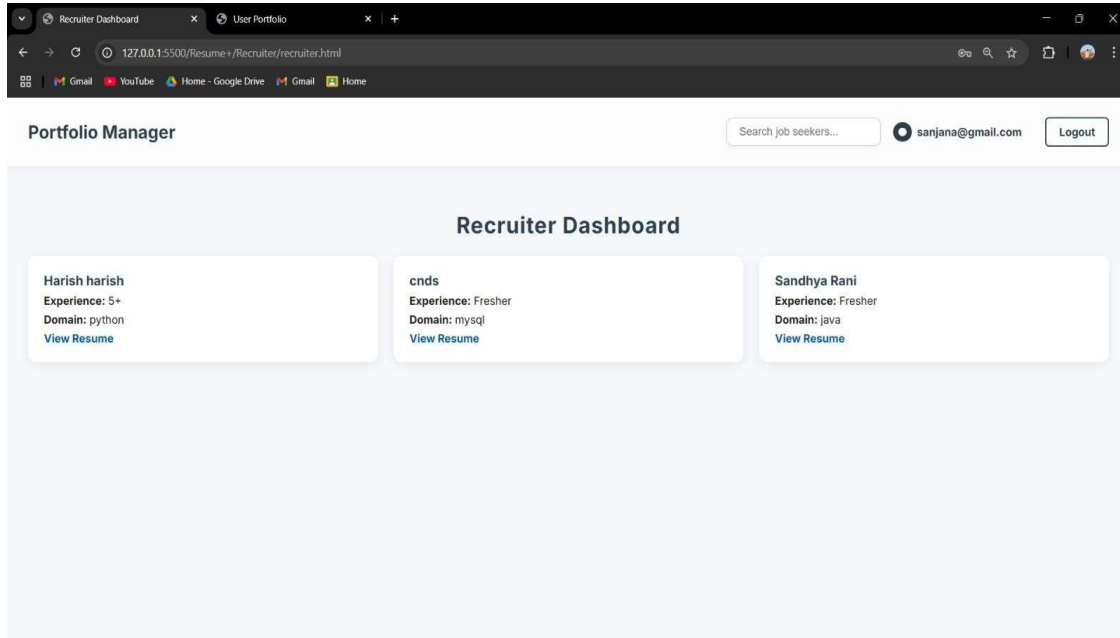 Recruiter Dashboard User Portfolio
127.0.0.1:5500/Resume+/Recruiter/recruiter.html
Gmail YouTube Home - Google Drive Gmail Home
Portfolio Manager Search job seekers... sanjana@gmail.com Logout
Recruiter Dashboard
Harish harish
Experience: 5+
Domain: python
View Resume
cnds
Experience: Fresher
Domain: mysql
View Resume
Sandhya Rani
Experience: Fresher
Domain: java
View Resume